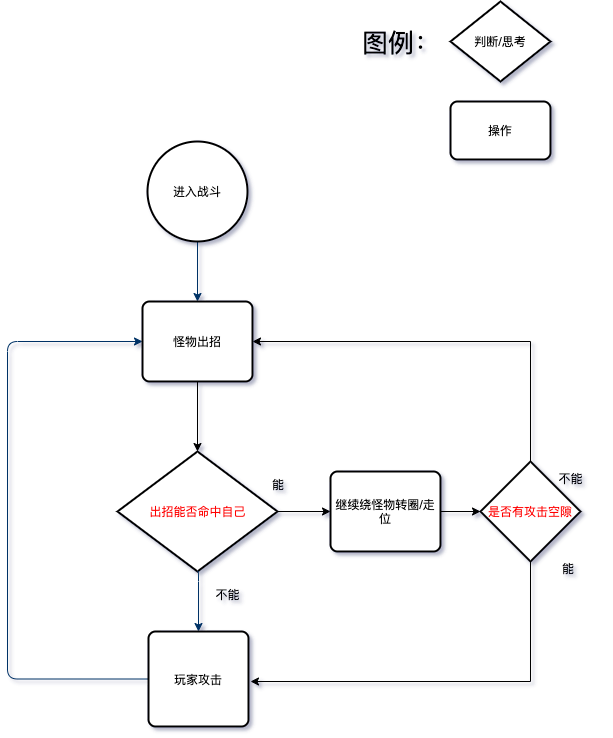 图例：
判断/思考
操作
进入战斗
怪物出招
出招能否命中自己
能
继续绕怪物转圈/走
位
是否有攻击空隙
不能
能
不能
玩家攻击